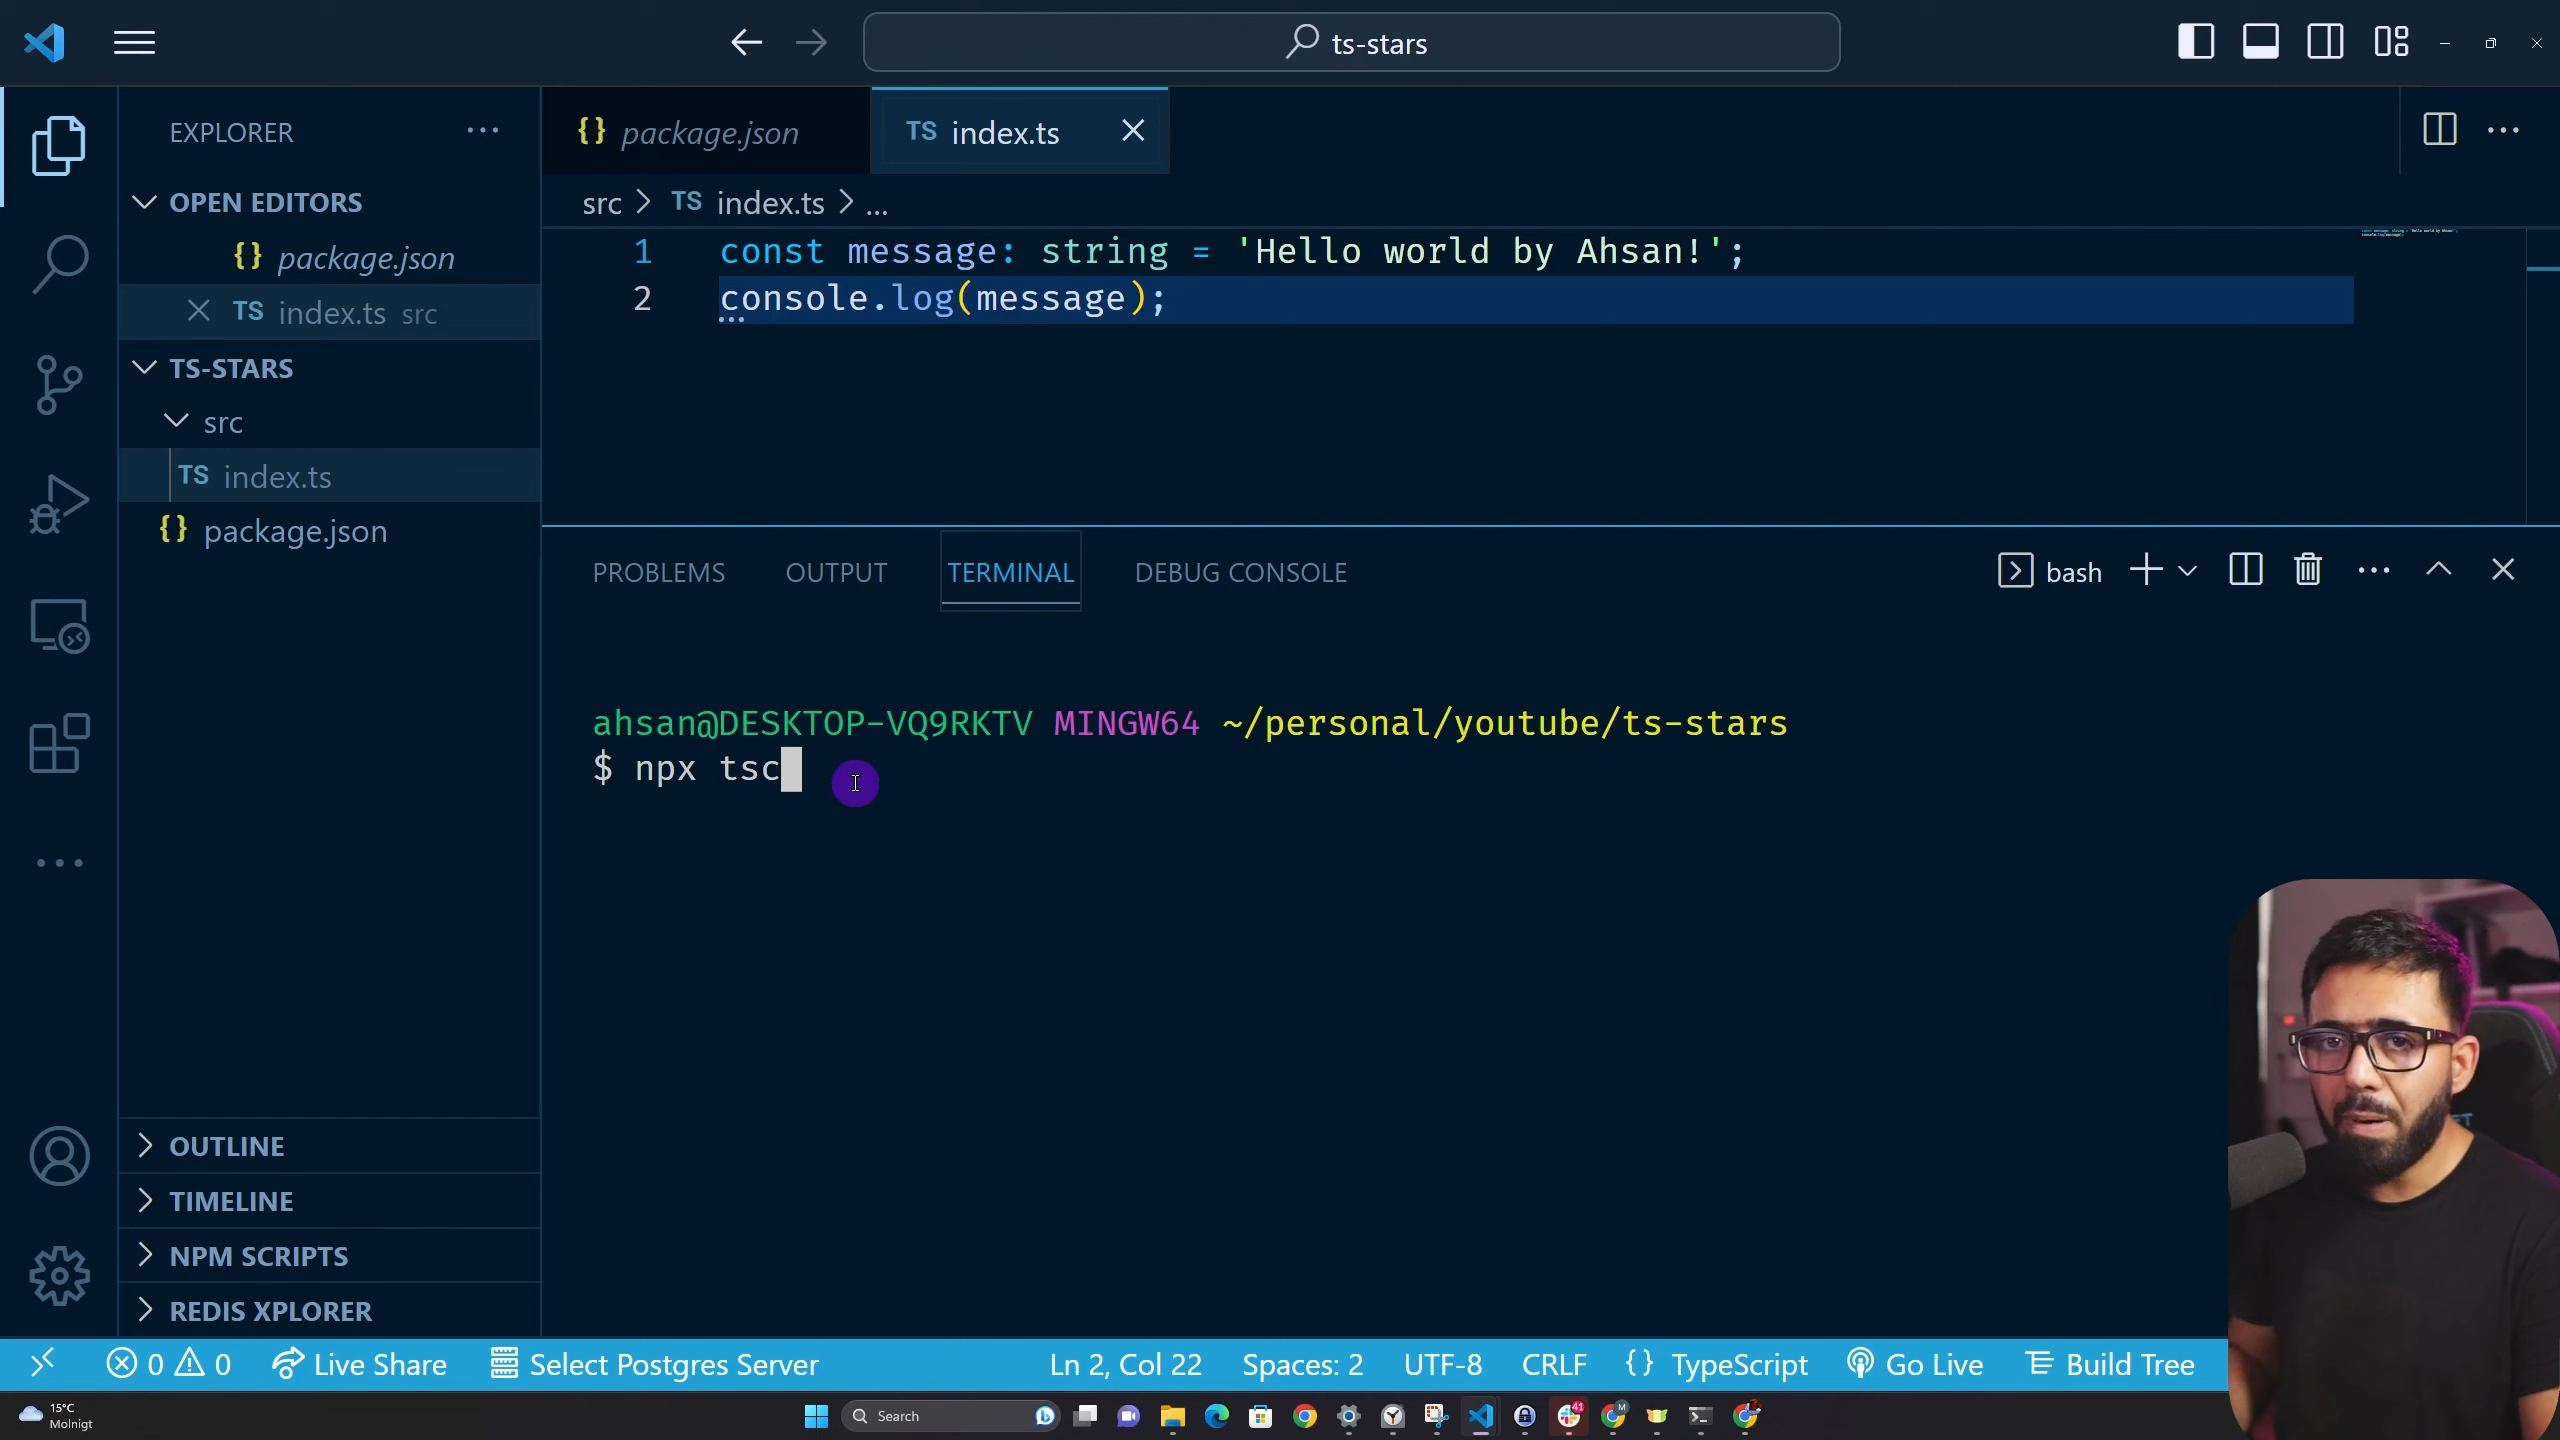 ts-stars
EXPLORER
OPEN EDITORS
package.json
TS index.ts src
TS-STARS
src
TS index.ts
package.json
OUTLINE
TIMELINE
NPM SCRIPTS
REDIS XPLORER
package.json
TS index.ts
src > TS index.ts > ...
1 const message: string = 'Hello world by Ahsan!';
2 console.log(message);
PROBLEMS OUTPUT TERMINAL DEBUG CONSOLE
bash
ahsan@DESKTOP-VQ9RKTV MINGW64 ~/personal/youtube/ts-stars
$ npx tsc
0 0 Live Share Select Postgres Server Ln 2, Col 22 Spaces: 2 UTF-8 CRLF {} TypeScript Go Live Build Tree
15°C
Molnigt
Search
41
M